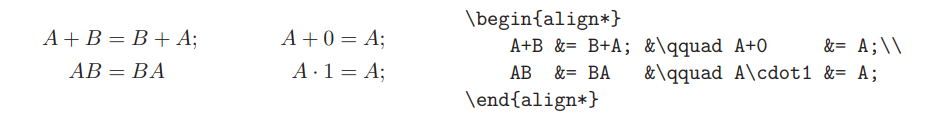 A + B = B + A; A + 0 = A;
AB = BA A · 1 = A;
\begin{align*}
    A+B &= B+A; &\qquad A+0     &= A;\\
    AB  &= BA   &\qquad A\cdot1 &= A;
\end{align*}